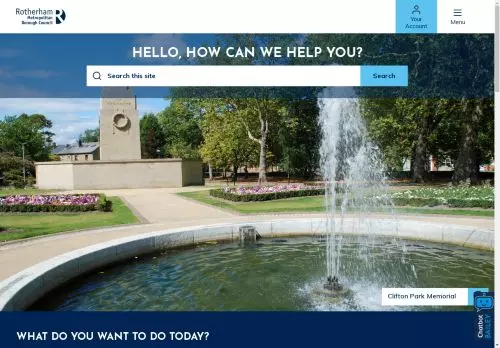 Rotherham
Metropolitan
Borough Council
Your
Account
Menu
HELLO, HOW CAN WE HELP YOU?
Search this site
Search
Clifton Park Memorial
Chatbot
BAILEY
WHAT DO YOU WANT TO DO TODAY?